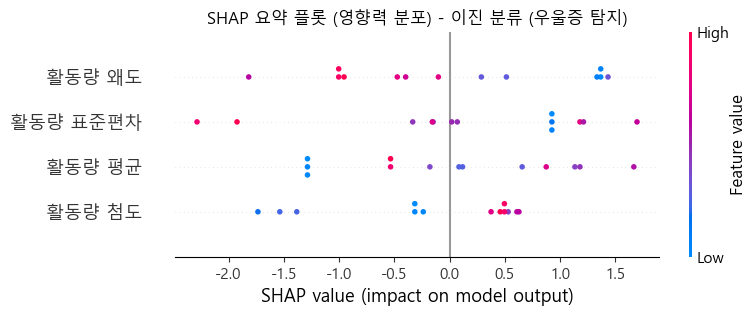 SHAP 요약 플롯 (영향력 분포) - 이진 분류 (우울증 탐지)
High
활동량 왜도
활동량 표준편차
활동량 평균
활동량 첨도
Feature value
Low
-2.0 -1.5 -1.0 -0.5 0.0 0.5 1.0 1.5
SHAP value (impact on model output)